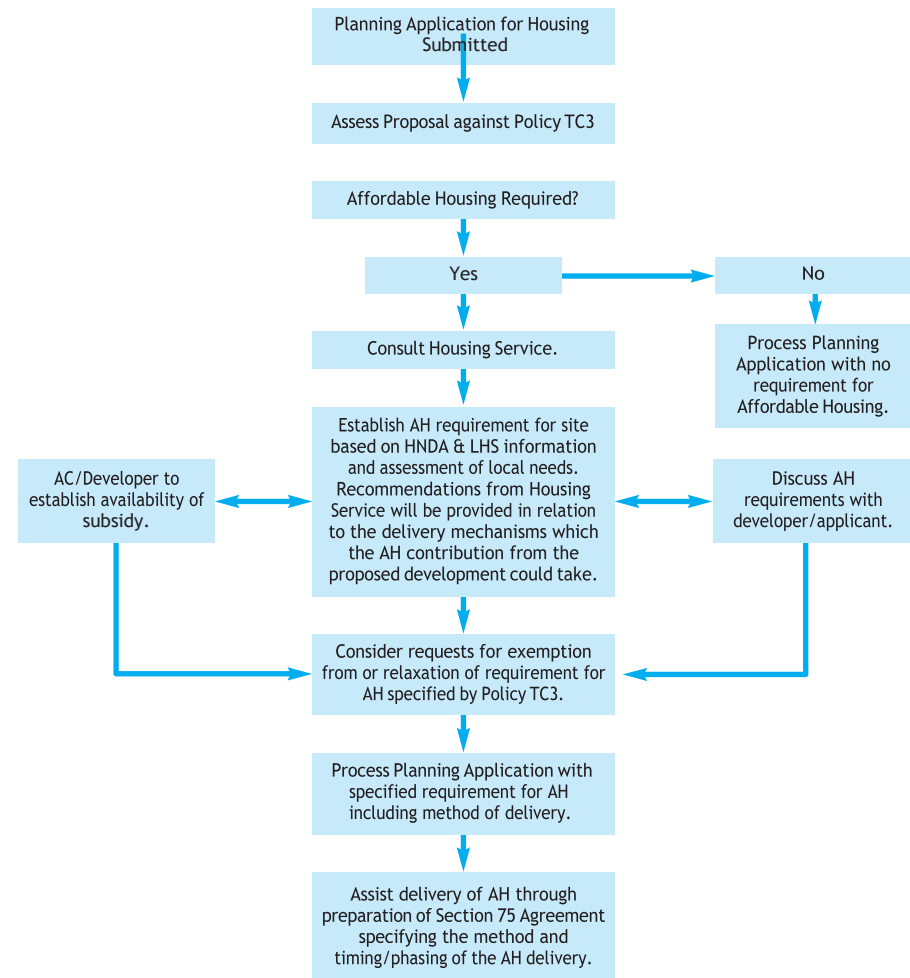 Planning Application for Housing
Submitted
Assess Proposal against Policy TC3
Affordable Housing Required?
Yes
No
Consult Housing Service.
Process Planning
Application with no
requirement for
Affordable Housing.
Establish AH requirement for site
based on HNDA & LHS information
and assessment of local needs.
Recommendations from Housing
Service will be provided in relation
to the delivery mechanisms which
the AH contribution from the
proposed development could take.
AC/Developer to
establish availability of
subsidy.
Discuss AH
requirements with
developer/applicant.
Consider requests for exemption
from or relaxation of requirement for
AH specified by Policy TC3.
Process Planning Application with
specified requirement for AH
including method of delivery.
Assist delivery of AH through
preparation of Section 75 Agreement
specifying the method and
timing/phasing of the AH delivery.